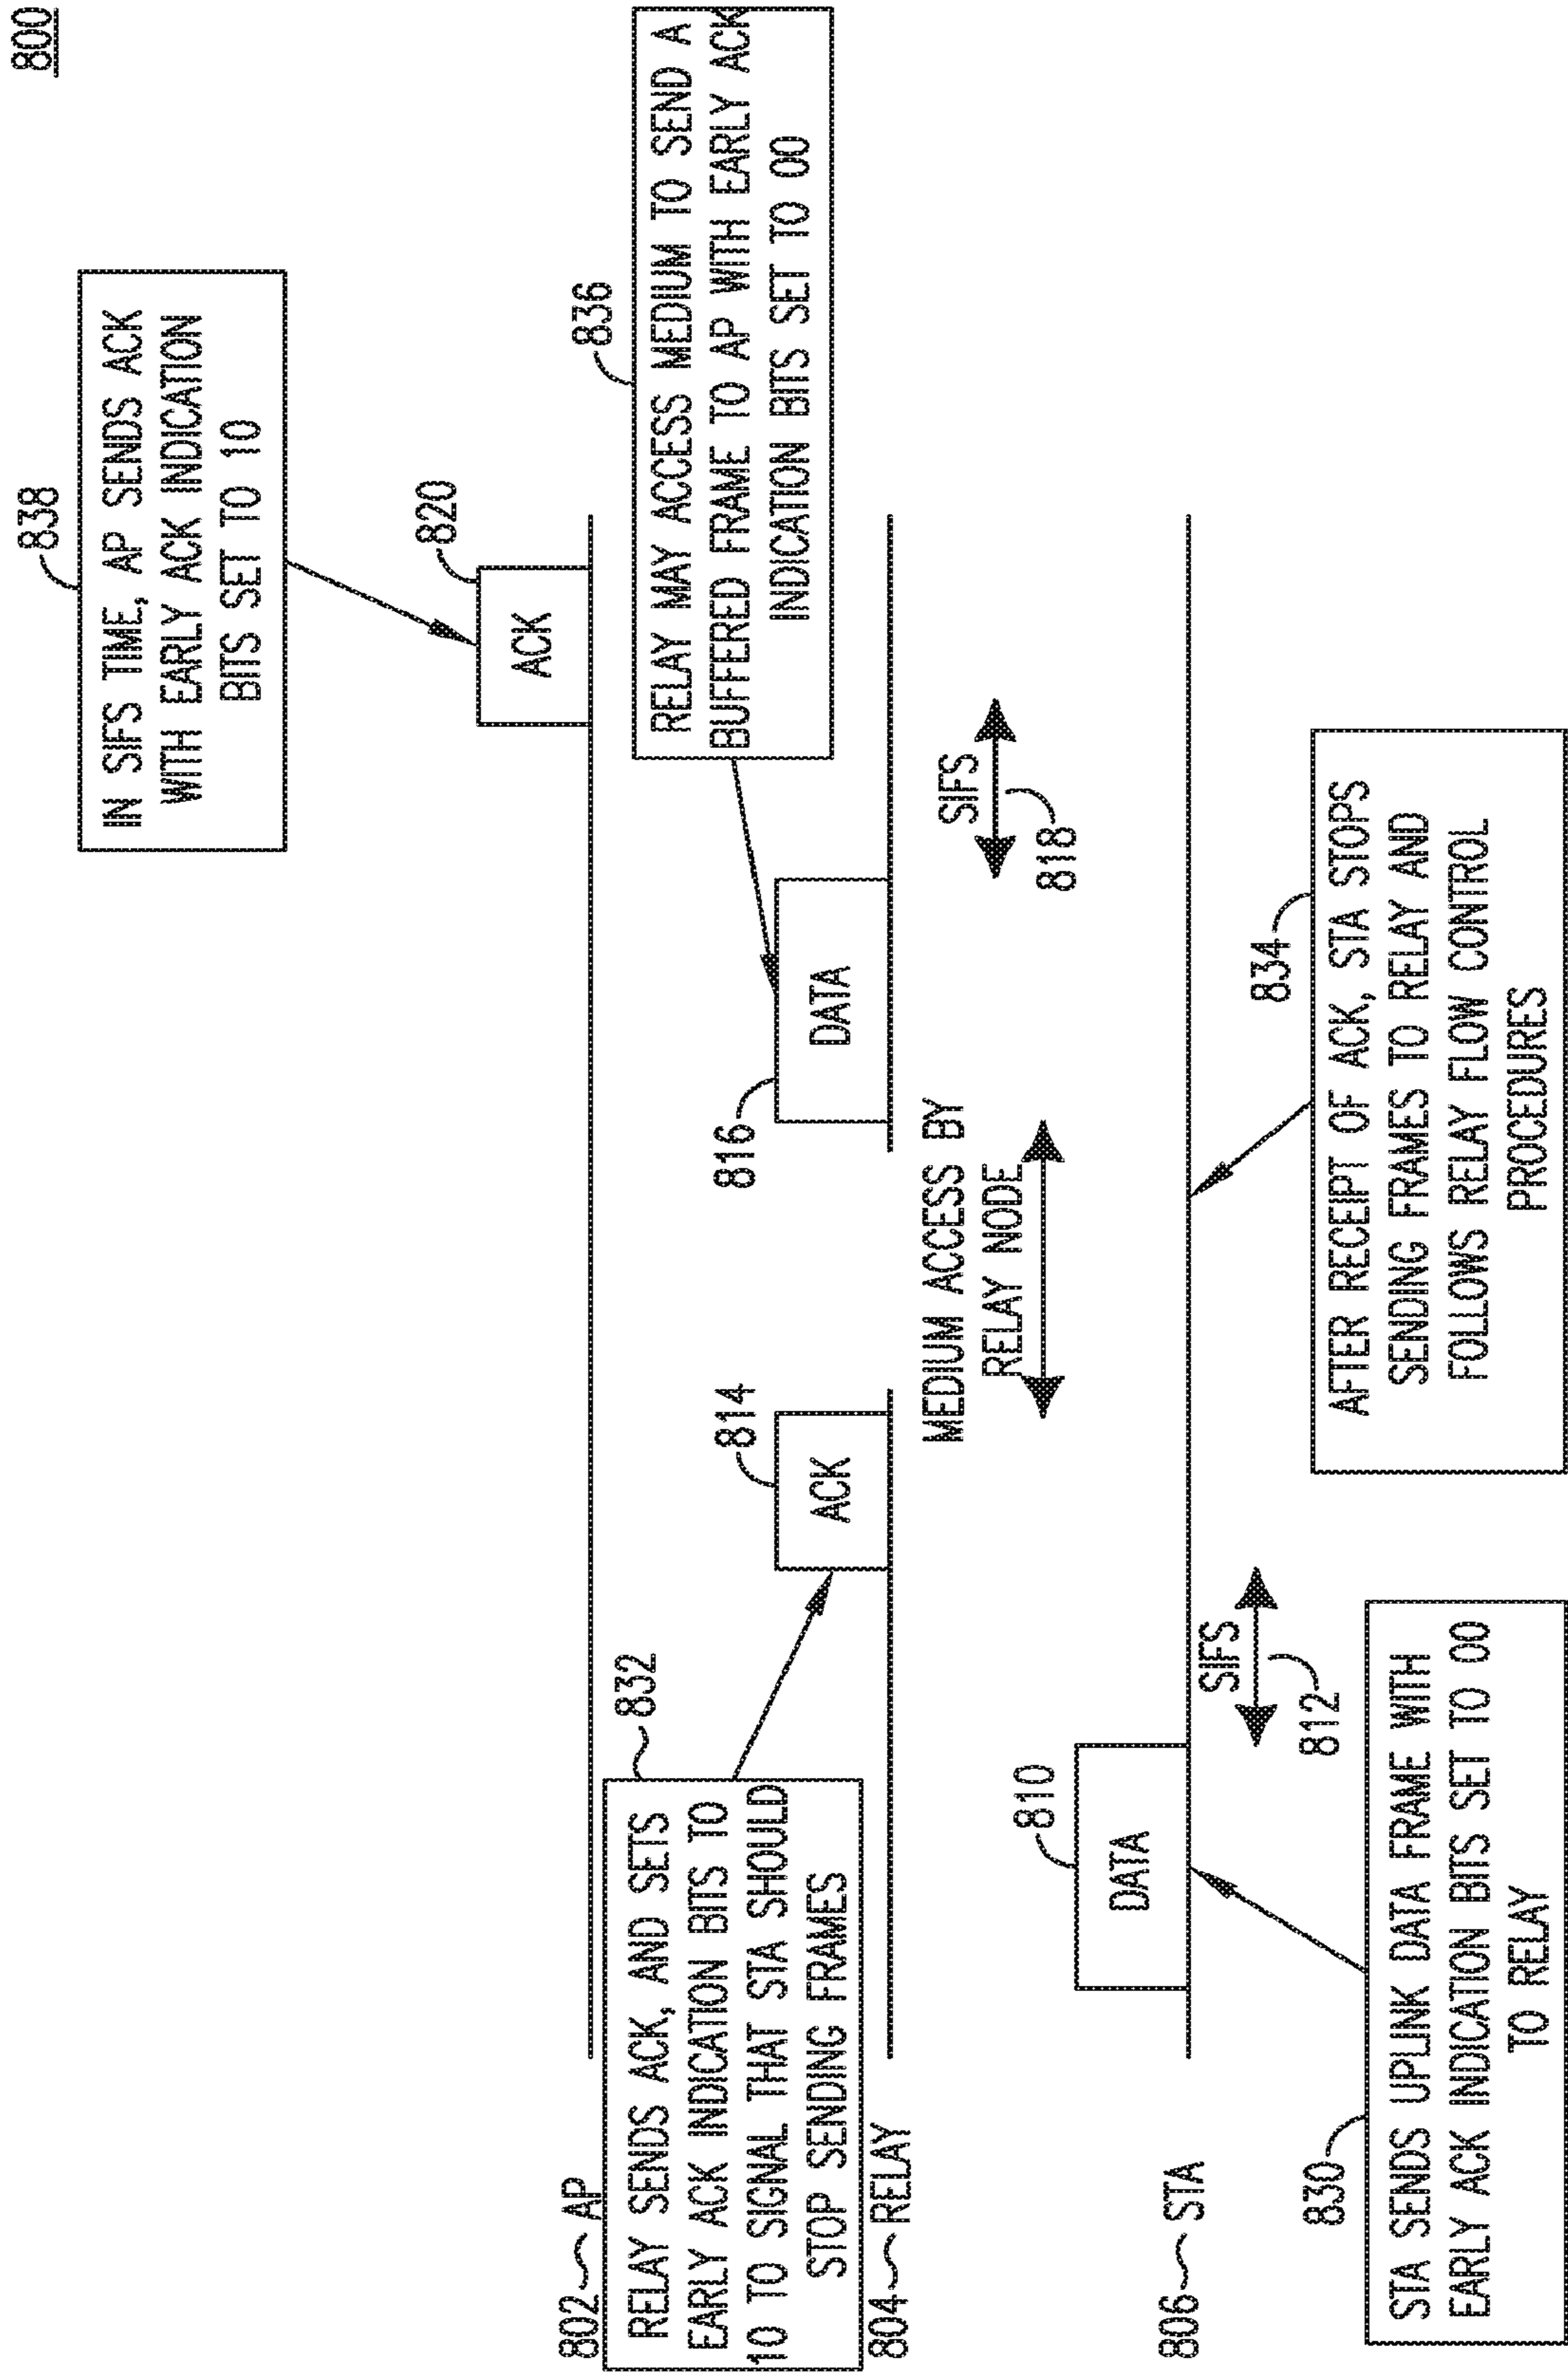 800
838
IN SIFS TIME, AP SENDS ACK
WITH EARLY ACK INDICATION
BITS SET TO 10
820
ACK
802 AP
832
RELAY SENDS ACK, AND SETS
EARLY ACK INDICATION BITS TO
10 TO SIGNAL THAT STA SHOULD
STOP SENDING FRAMES
814
ACK
816
DATA
836
RELAY MAY ACCESS MEDIUM TO SEND A
BUFFERED FRAME TO AP WITH EARLY ACK
INDICATION BITS SET TO 00
804 RELAY
MEDIUM ACCESS BY
RELAY NODE
SIFS
818
810
DATA
806 STA
SIFS
812
830
STA SENDS UPLINK DATA FRAME WITH
EARLY ACK INDICATION BITS SET TO 00
TO RELAY
834
AFTER RECEIPT OF ACK, STA STOPS
SENDING FRAMES TO RELAY AND
FOLLOWS RELAY FLOW CONTROL
PROCEDURES